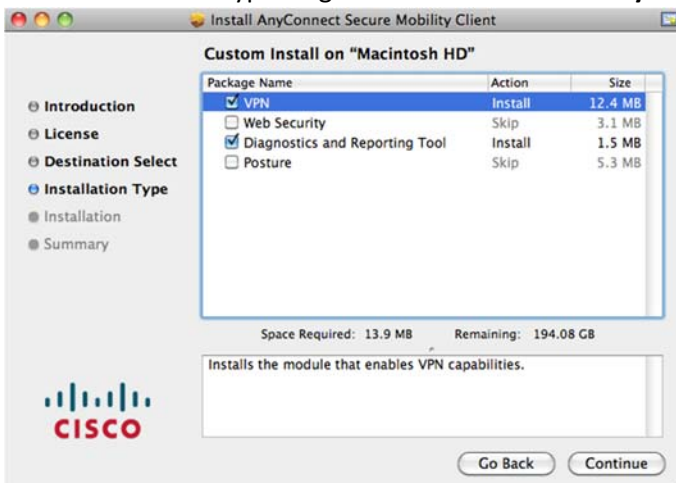 Install AnyConnect Secure Mobility Client
Custom Install on “Macintosh HD”
Introduction
License
Destination Select
Installation Type
Installation
Summary
Package Name Action Size
VPN Install 12.4 MB
Web Security Skip 3.1 MB
Diagnostics and Reporting Tool Install 1.5 MB
Posture Skip 5.3 MB
Space Required: 13.9 MB Remaining: 194.08 GB
Installs the module that enables VPN capabilities.
CISCO
Go Back Continue